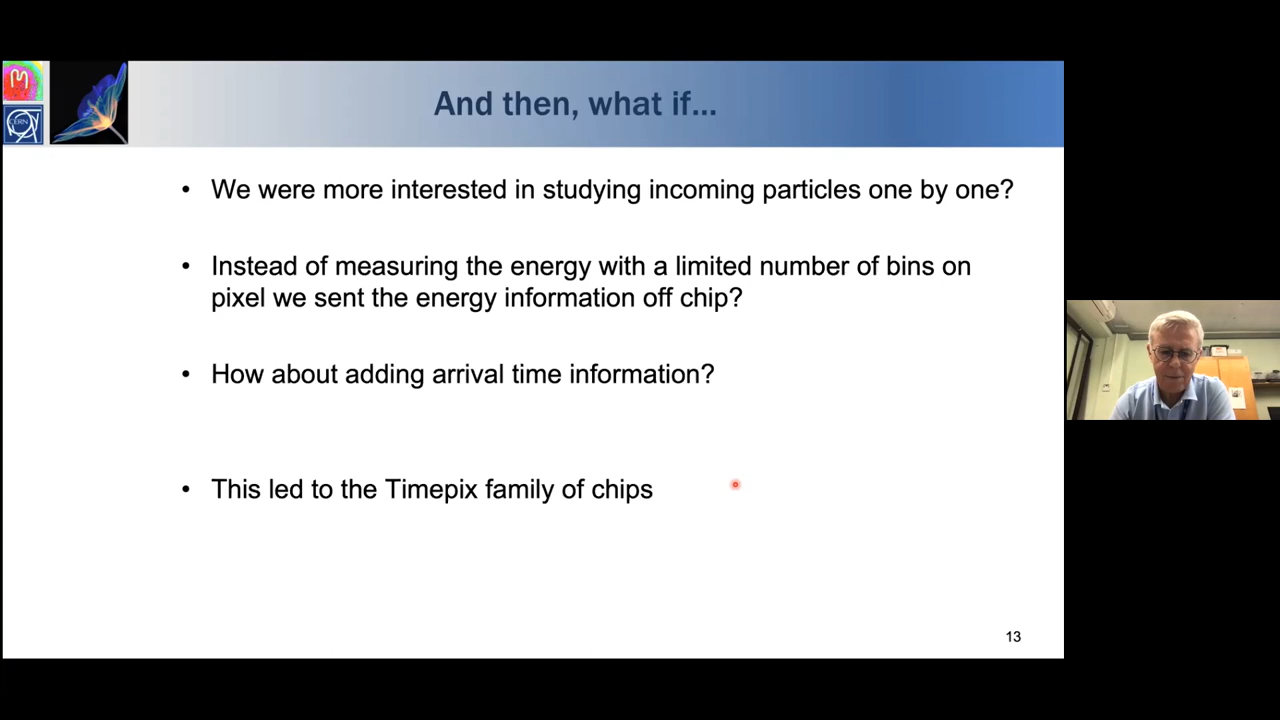 And then, what if...
• We were more interested in studying incoming particles one by one?
• Instead of measuring the energy with a limited number of bins on
pixel we sent the energy information off chip?
• How about adding arrival time information?
• This led to the Timepix family of chips
13
CERN